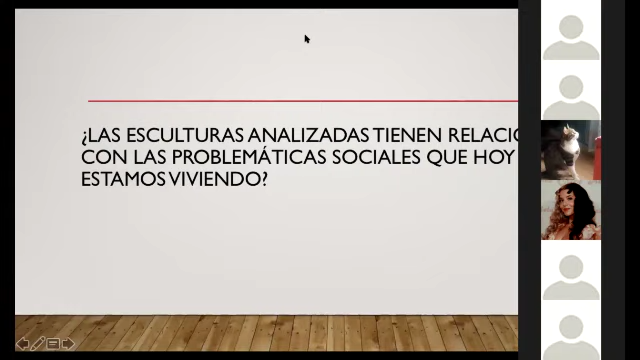 ¿LAS ESCULTURAS ANALIZADAS TIENEN RELACIO
CON LAS PROBLEMÁTICAS SOCIALES QUE HOY
ESTAMOS VIVIENDO?